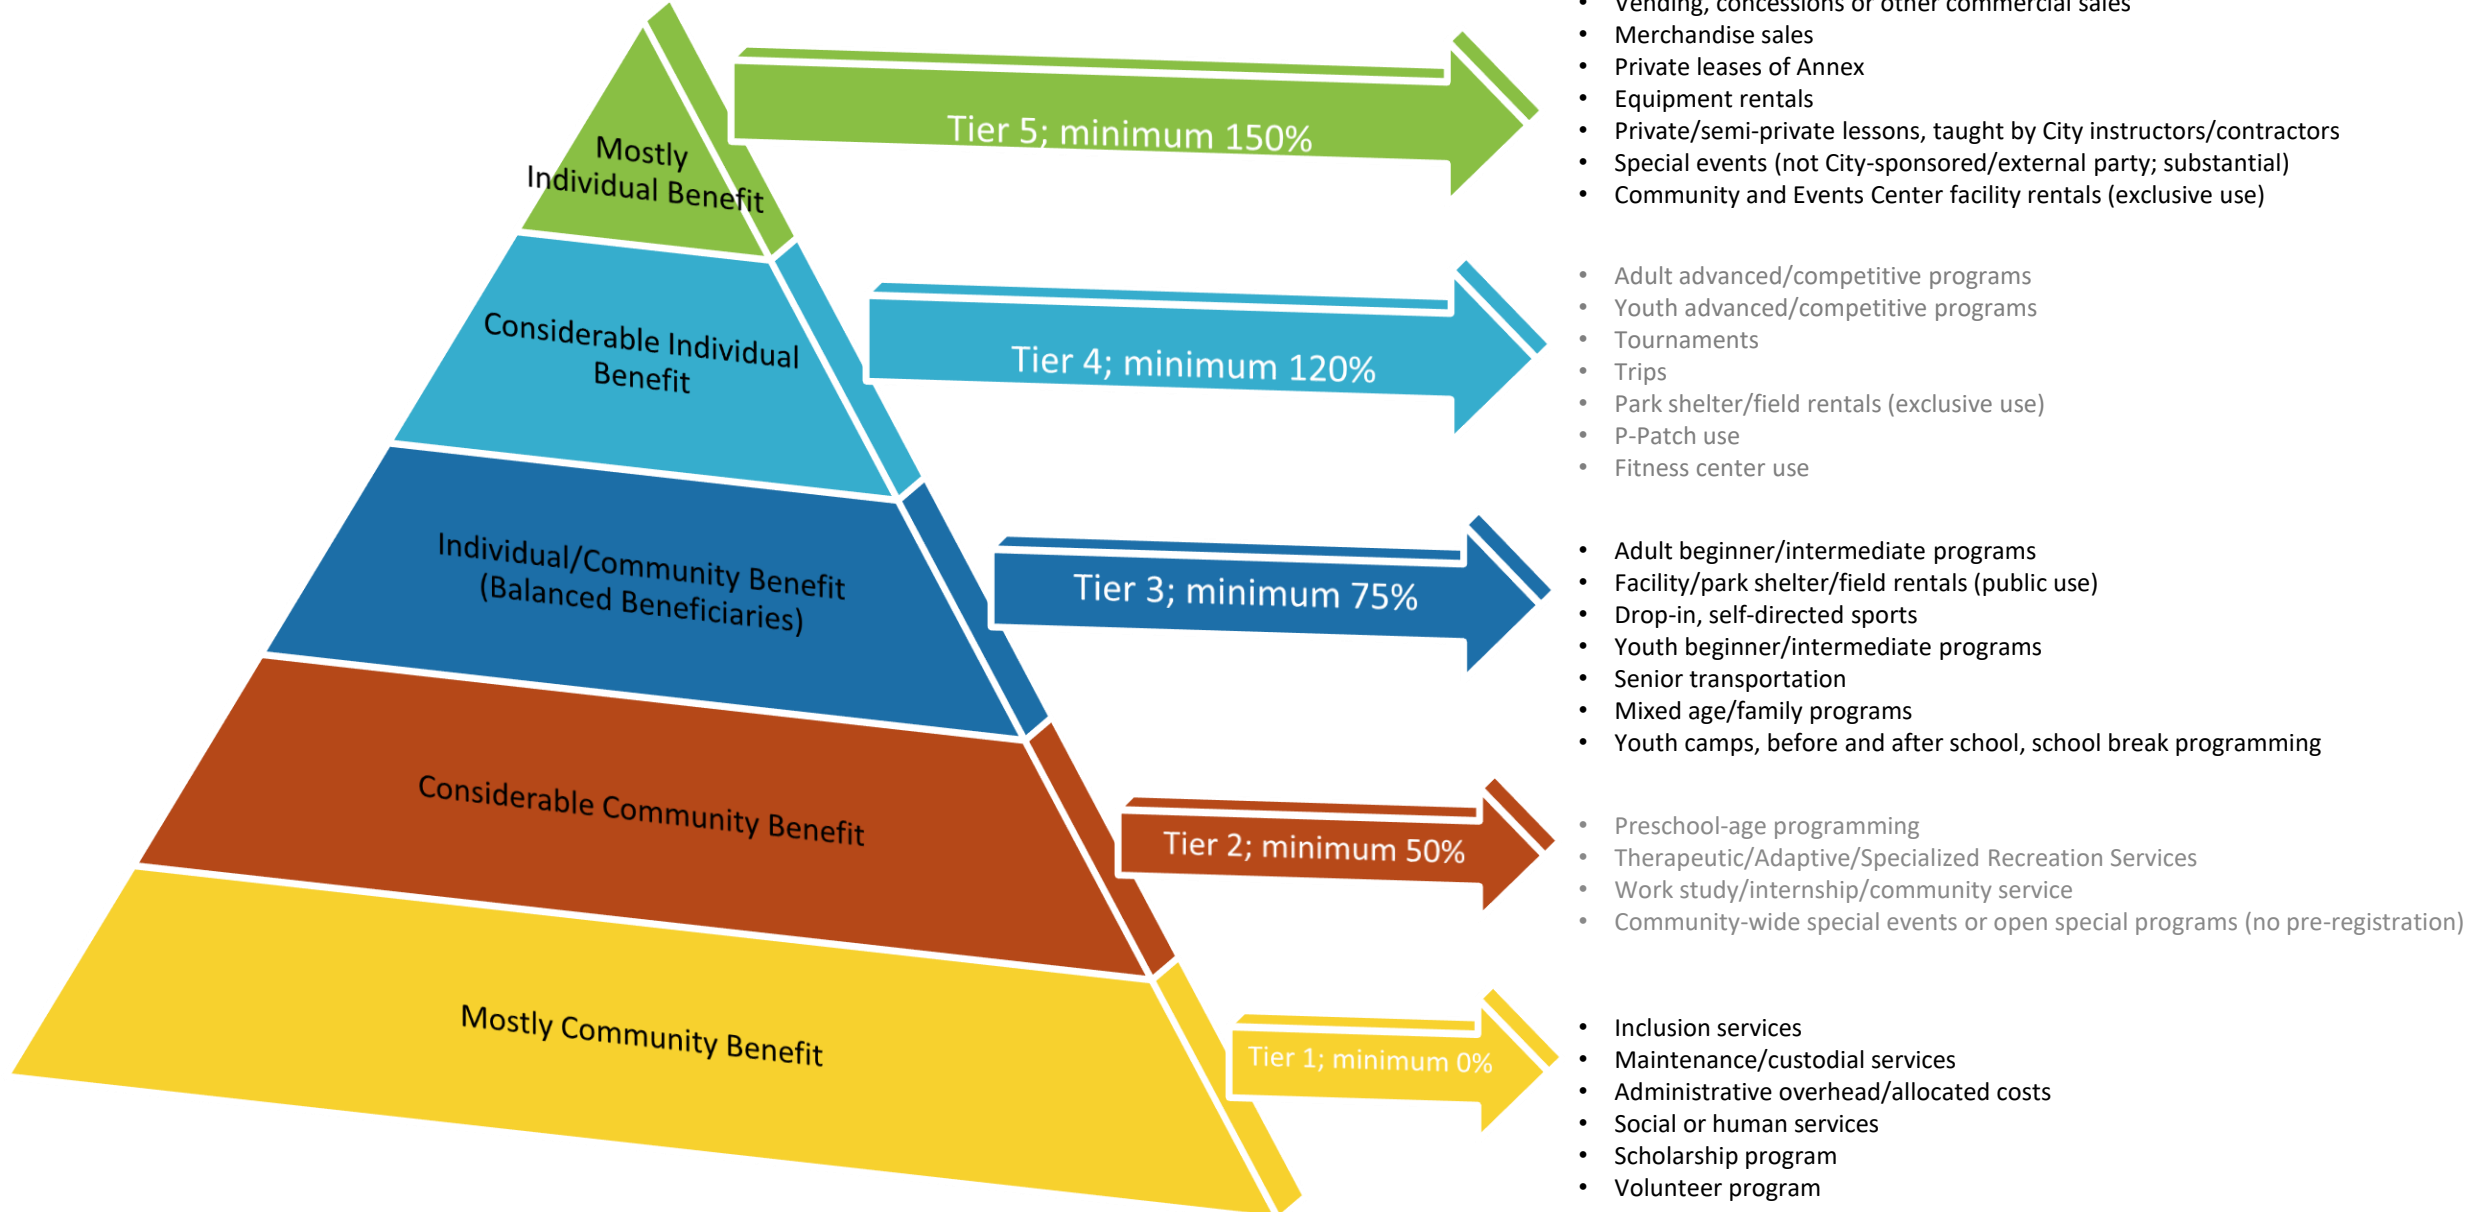 Mostly
Individual Benefit
Tier 5; minimum 150%
• Vending, concessions or other commercial sales
• Merchandise sales
• Private leases of Annex
• Equipment rentals
• Private/semi-private lessons, taught by City instructors/contractors
• Special events (not City-sponsored/external party; substantial)
• Community and Events Center facility rentals (exclusive use)
Considerable Individual
Benefit
Tier 4; minimum 120%
• Adult advanced/competitive programs
• Youth advanced/competitive programs
• Tournaments
• Trips
• Park shelter/field rentals (exclusive use)
• P-Patch use
• Fitness center use
Individual/Community Benefit
(Balanced Beneficiaries)
Tier 3; minimum 75%
• Adult beginner/intermediate programs
• Facility/park shelter/field rentals (public use)
• Drop-in, self-directed sports
• Youth beginner/intermediate programs
• Senior transportation
• Mixed age/family programs
• Youth camps, before and after school, school break programming
Considerable Community Benefit
Tier 2; minimum 50%
• Preschool-age programming
• Therapeutic/Adaptive/Specialized Recreation Services
• Work study/internship/community service
• Community-wide special events or open special programs (no pre-registration)
Mostly Community Benefit
Tier 1; minimum 0%
• Inclusion services
• Maintenance/custodial services
• Administrative overhead/allocated costs
• Social or human services
• Scholarship program
• Volunteer program